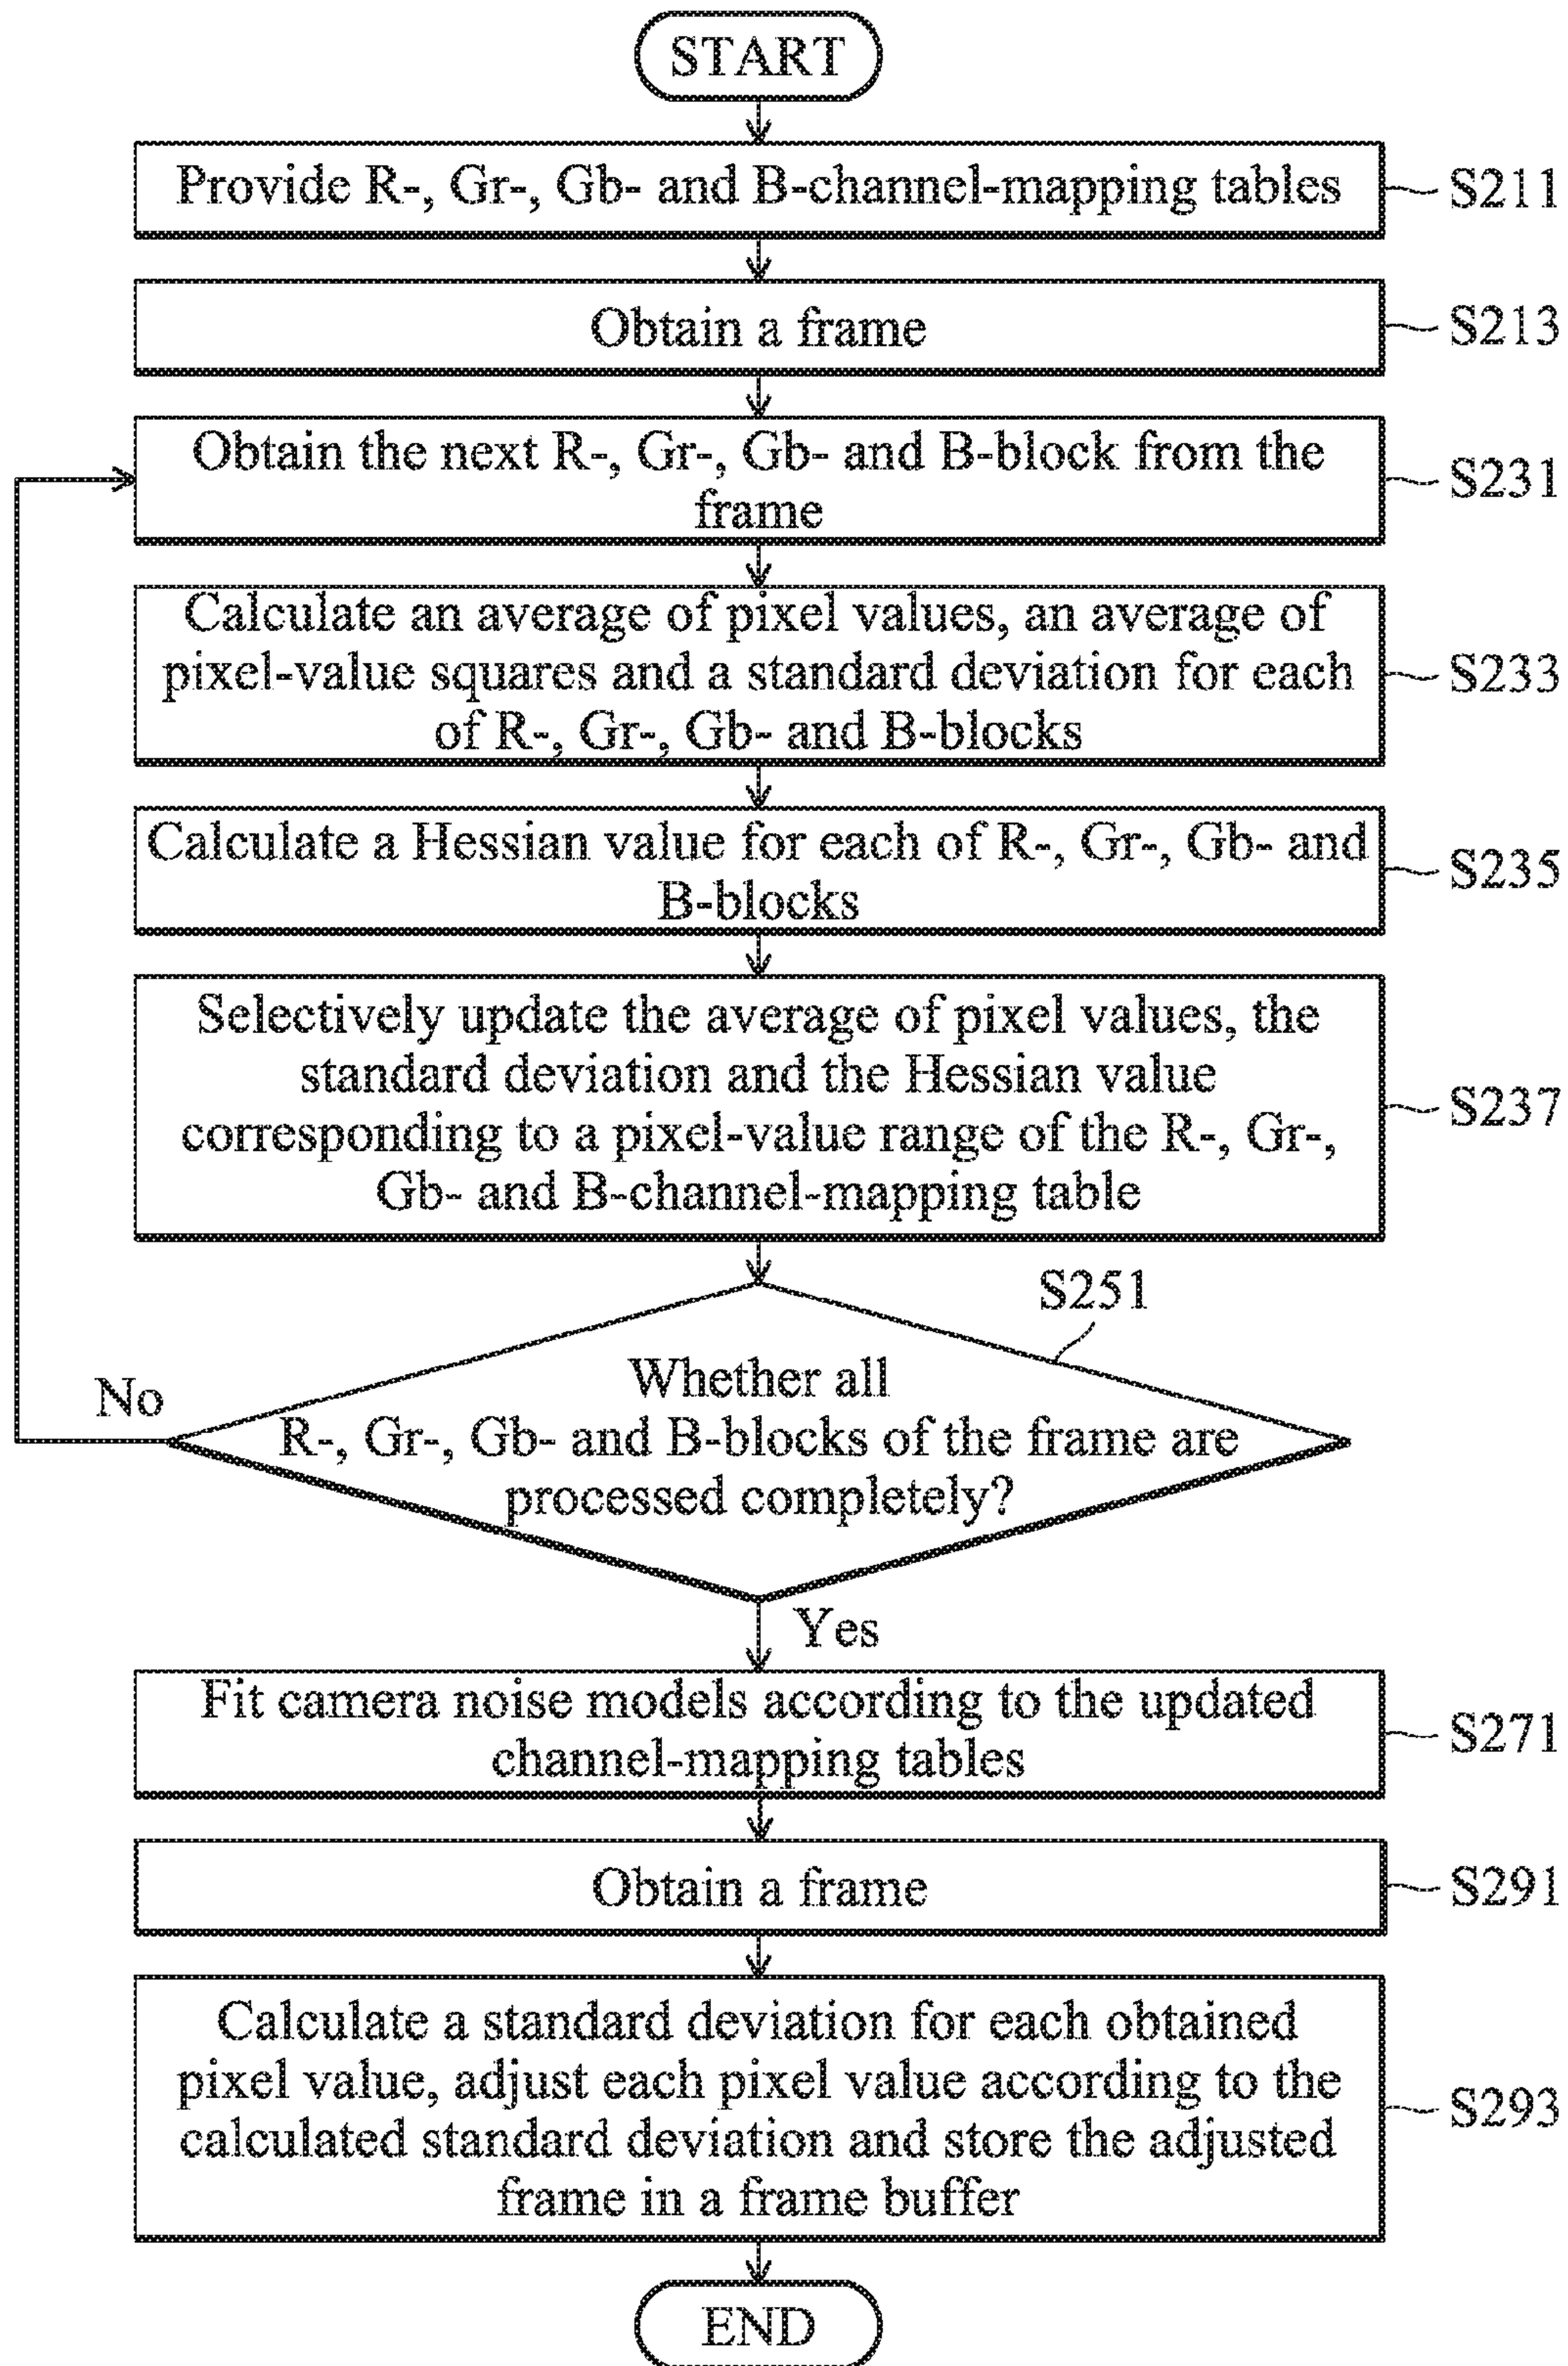 START
Provide R-, Gr-, Gb- and B-channel-mapping tables
S211
Obtain a frame
S213
Obtain the next R-, Gr-, Gb- and B-block from the
frame
S231
Calculate an average of pixel values, an average of
pixel-value squares and a standard deviation for each
of R-, Gr-, Gb- and B-blocks
S233
Calculate a Hessian value for each of R-, Gr-, Gb- and
B-blocks
S235
Selectively update the average of pixel values, the
standard deviation and the Hessian value
corresponding to a pixel-value range of the R-, Gr-,
Gb- and B-channel-mapping table
S237
S251
Whether all
R-, Gr-, Gb- and B-blocks of the frame are
processed completely?
No
Yes
Fit camera noise models according to the updated
channel-mapping tables
S271
Obtain a frame
S291
Calculate a standard deviation for each obtained
pixel value, adjust each pixel value according to the
calculated standard deviation and store the adjusted
frame in a frame buffer
S293
END